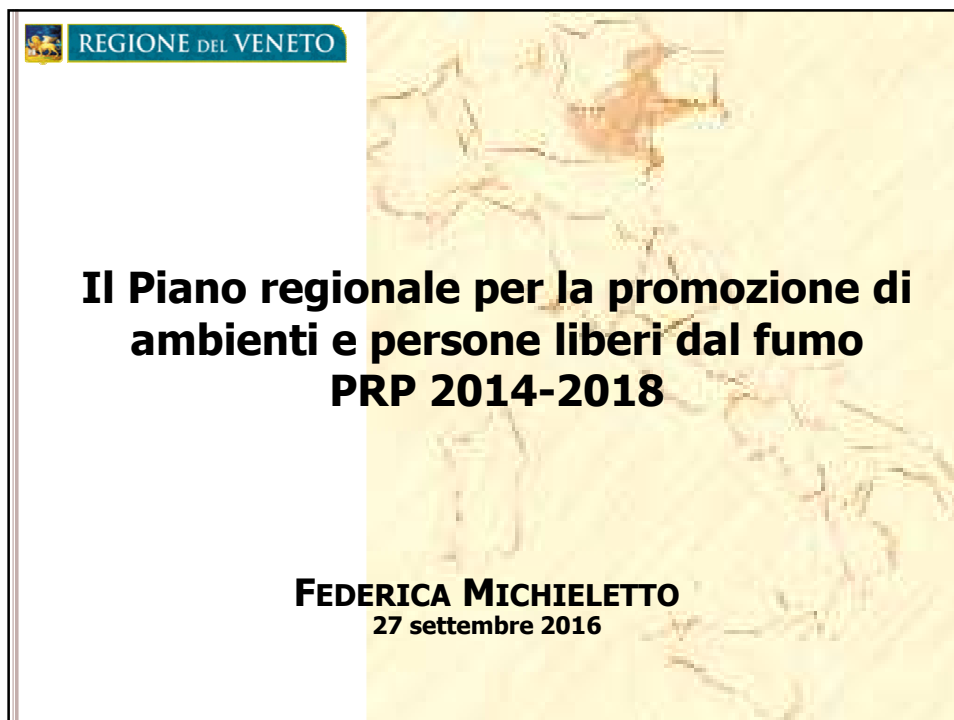 REGIONE DEL VENETO
Il Piano regionale per la promozione di
ambienti e persone liberi dal fumo
PRP 2014-2018
FEDERICA MICHIELETTO
27 settembre 2016